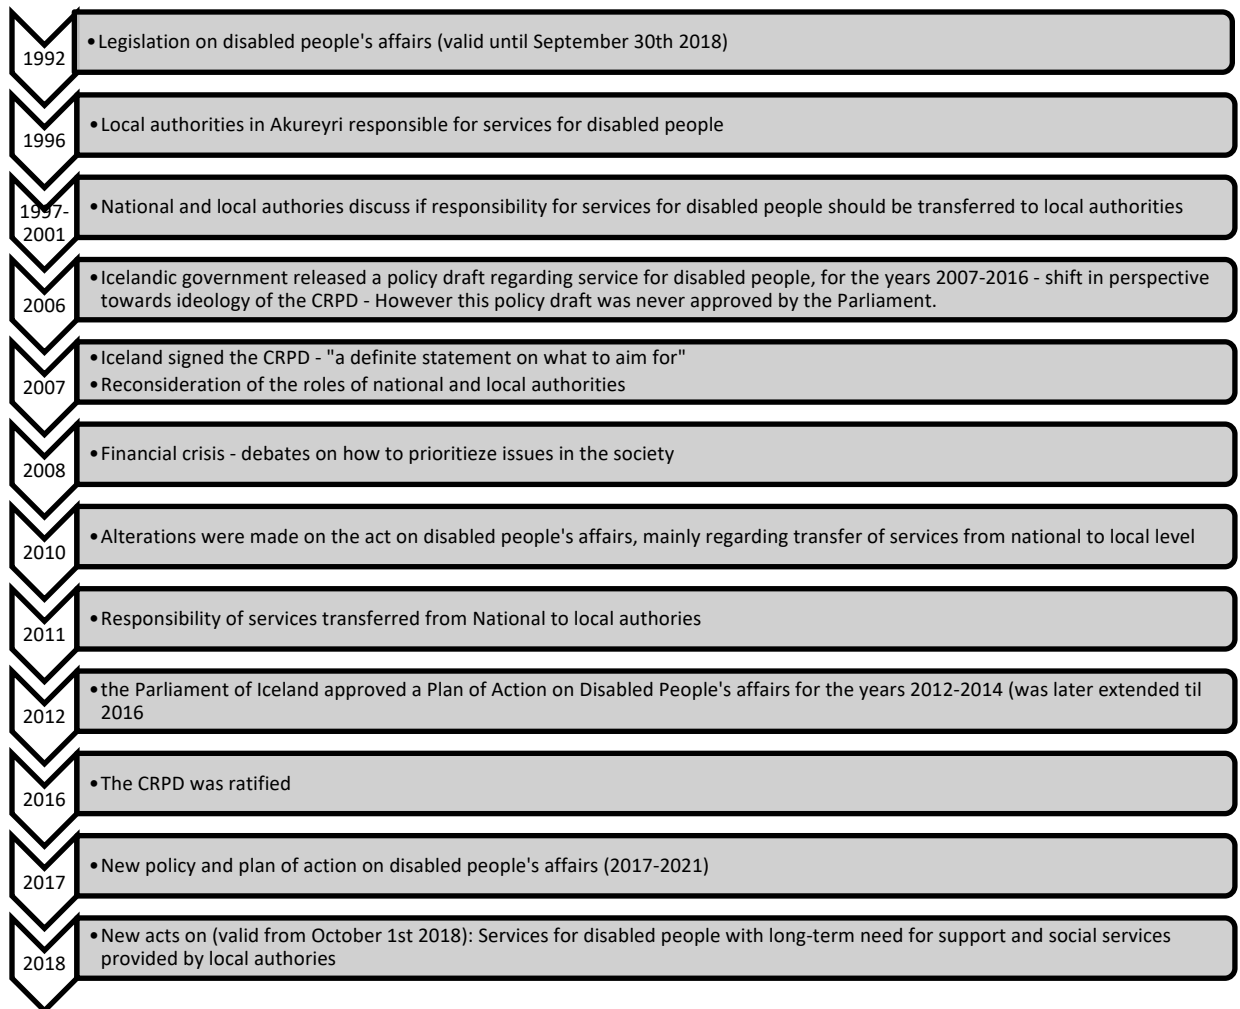 1992
•Legislation on disabled people's affairs (valid until September 30th 2018)
1996
•Local authorities in Akureyri responsible for services for disabled people
1997-
2001
•National and local authories discuss if responsibility for services for disabled people should be transferred to local authorities
2006
•Icelandic government released a policy draft regarding service for disabled people, for the years 2007-2016 - shift in perspective
towards ideology of the CRPD - However this policy draft was never approved by the Parliament.
2007
•Iceland signed the CRPD - "a definite statement on what to aim for"
•Reconsideration of the roles of national and local authorities
2008
•Financial crisis - debates on how to prioritieze issues in the society
2010
•Alterations were made on the act on disabled people's affairs, mainly regarding transfer of services from national to local level
2011
•Responsibility of services transferred from National to local authories
2012
•the Parliament of Iceland approved a Plan of Action on Disabled People's affairs for the years 2012-2014 (was later extended til
2016
2016
•The CRPD was ratified
2017
•New policy and plan of action on disabled people's affairs (2017-2021)
2018
•New acts on (valid from October 1st 2018): Services for disabled people with long-term need for support and social services
provided by local authories